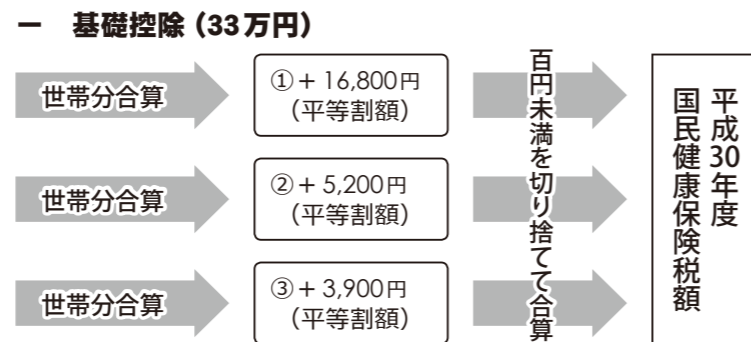 ー 基礎控除（33万円）
世帯分合算
①＋16,800円
（平等割額）
世帯分合算
②＋5,200円
（平等割額）
世帯分合算
③＋3,900円
（平等割額）
百円未満を切り捨てて合算
平成30年度
国民健康保険税額